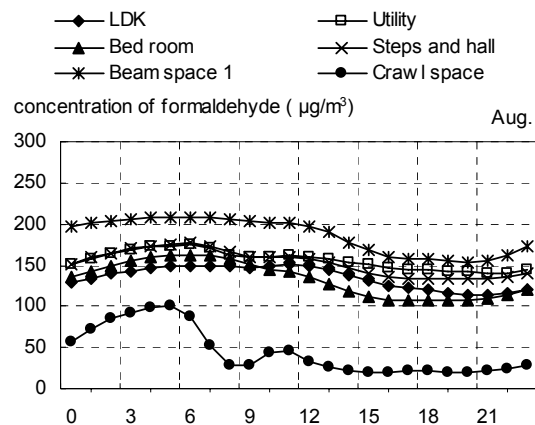 LDK Utility
Bed room Steps and hall
Beam space 1 Crawl space
concentration of formaldehyde ( µg/m³)
Aug.
300
250
200
150
100
50
0
0 3 6 9 12 15 18 21